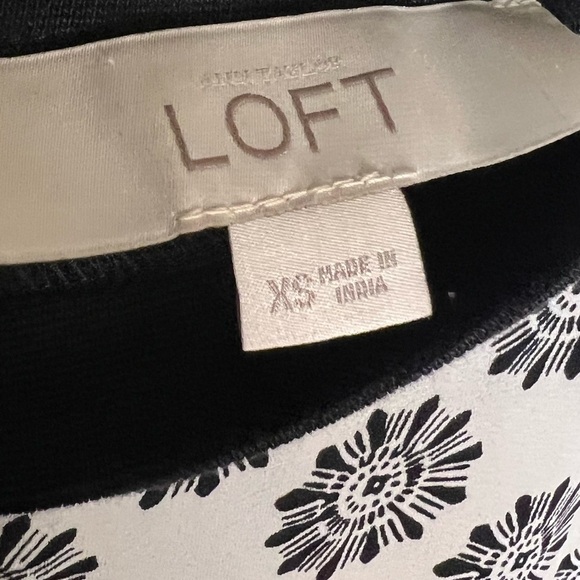 ANN TAYLOR
LOFT
XS MADE IN
INDIA